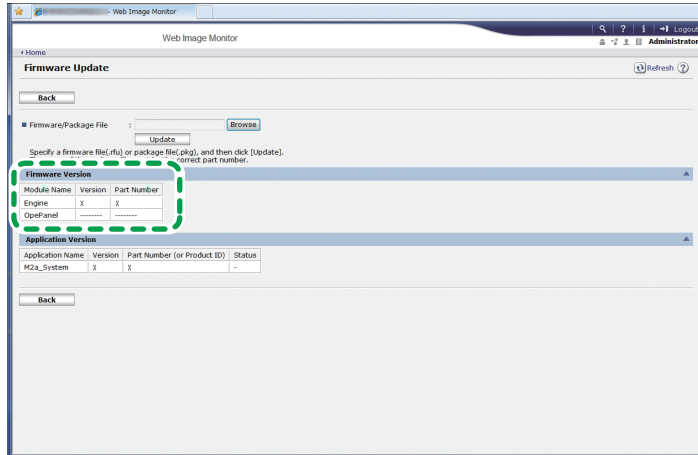 - Web Image Monitor
? i Logout
Web Image Monitor
Administrator
Home
Firmware Update
Refresh ?
Back
Firmware/Package File : Browse
Update
Specify a firmware file(.rfu) or package file(.pkg), and then click [Update].
correct part number.
Firmware Version
Module Name Version Part Number
Engine X X
OpePanel -------- --------
Application Version
Application Name Version Part Number (or Product ID) Status
M2a_System X X -
Back